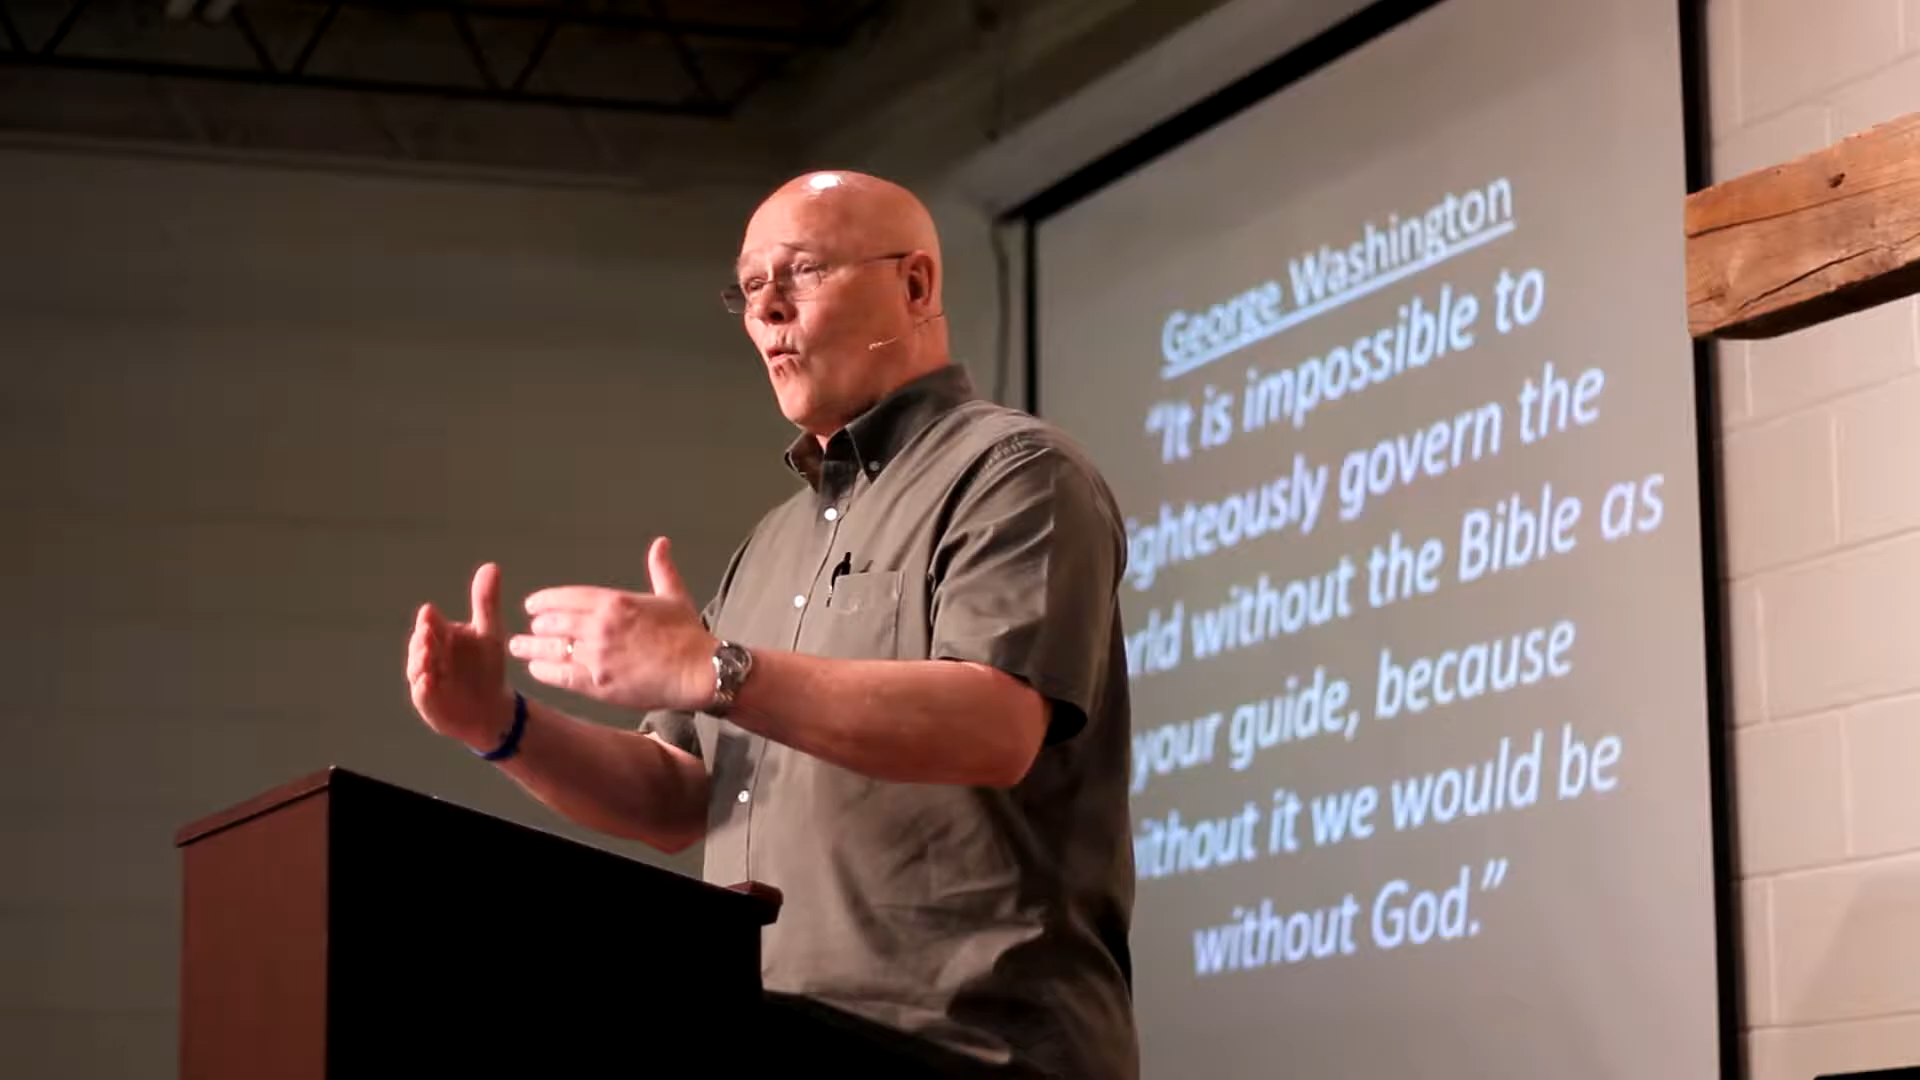 George Washington
“It is impossible to
ighteously govern the
rld without the Bible as
your guide, because
ithout it we would be
without God.”